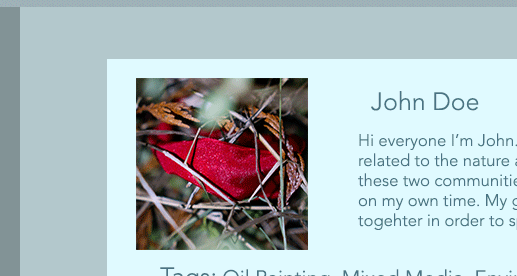 John Doe
Hi everyone I'm John.
related to the nature a
these two communitie
on my own time. My g
togehter in order to s
Tags: Oil Painting, Mixed Media, Envi